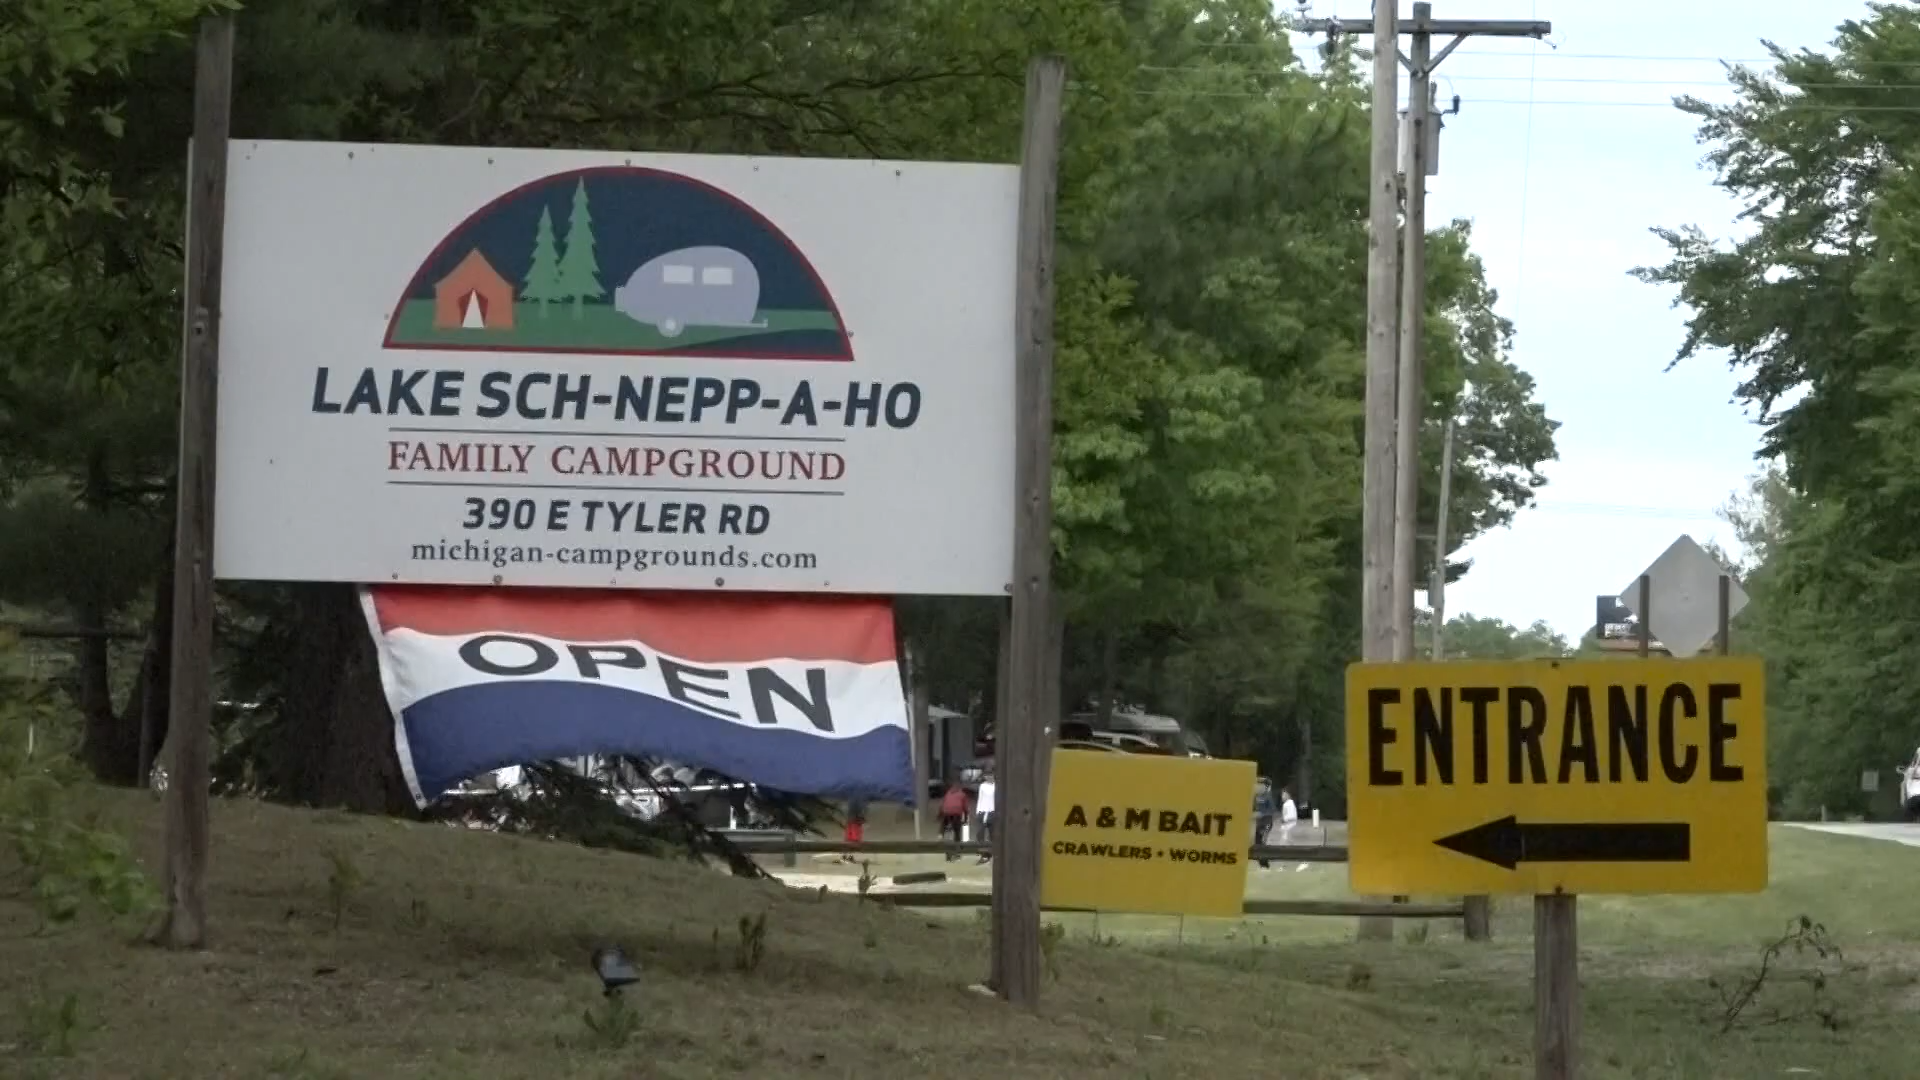 LAKE SCH-NEPP-A-HO
FAMILY CAMPGROUND
390 E TYLER RD
michigan-campgrounds.com
OPEN
A & M BAIT
CRAWLERS • WORMS
ENTRANCE